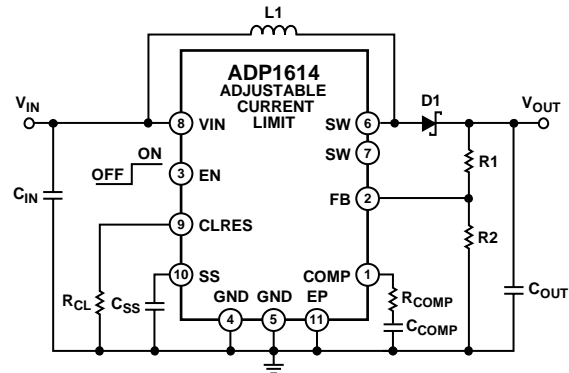 L1
ADP1614
ADJUSTABLE
CURRENT
LIMIT
VIN
VOUT
D1
8 VIN
SW 6
SW 7
ON
OFF
3 EN
FB 2
R1
R2
CIN
9 CLRES
10 SS
COMP 1
RCL
CSS
GND GND EP
4 5 11
RCOMP
CCOMP
COUT